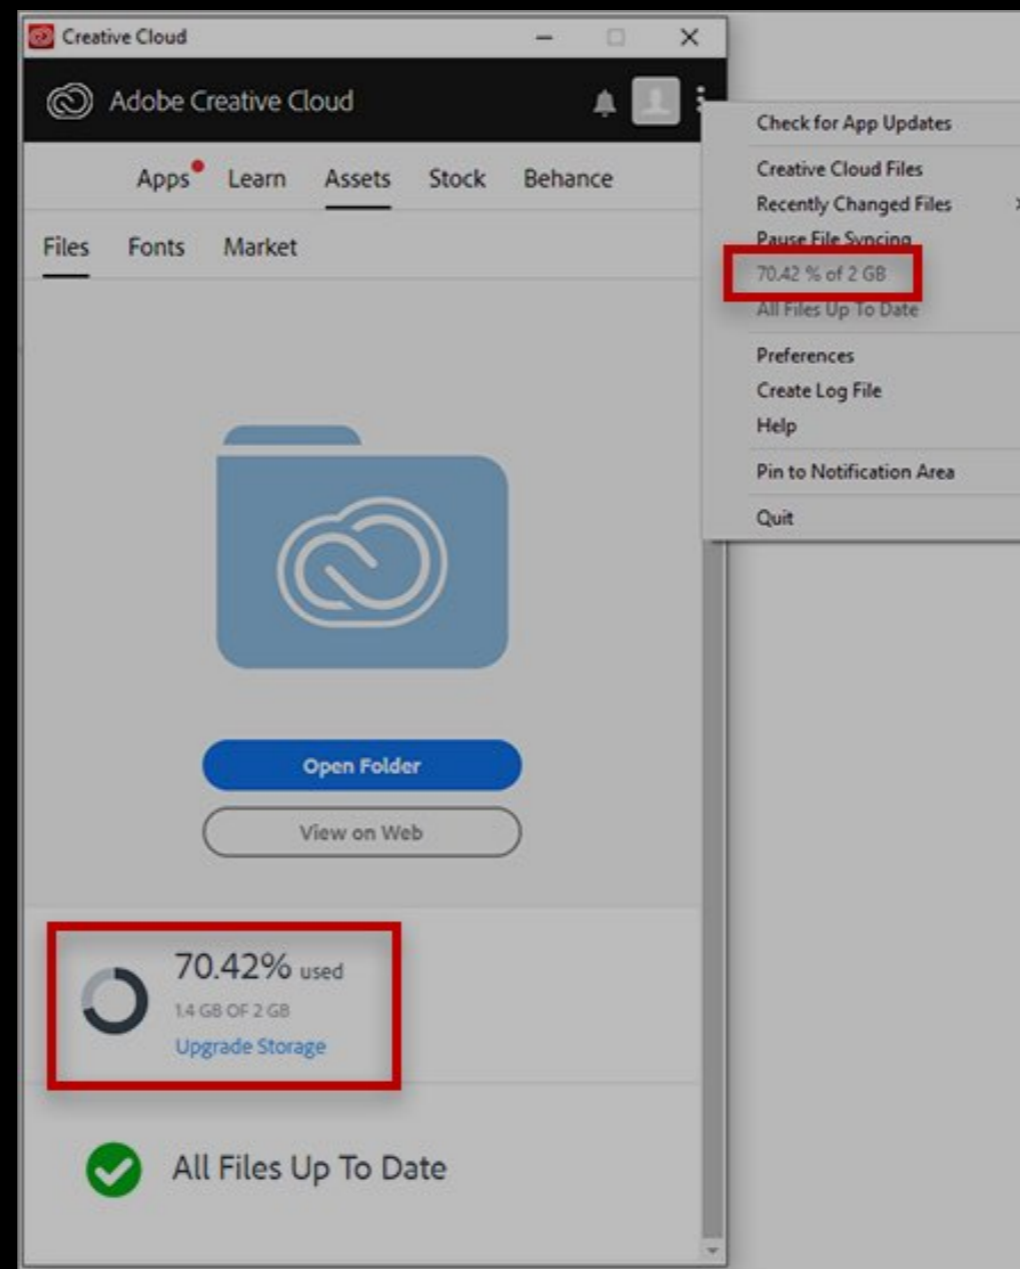 Creative Cloud
Adobe Creative Cloud
Apps Learn Assets Stock Behance
Files Fonts Market
Check for App Updates
Creative Cloud Files
Recently Changed Files
Pause File Syncing
70.42 % of 2 GB
All Files Up To Date
Preferences
Create Log File
Help
Pin to Notification Area
Quit
Open Folder
View on Web
70.42% used
1.4 GB OF 2 GB
Upgrade Storage
All Files Up To Date